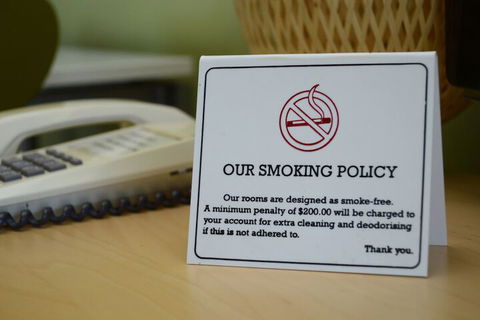 OUR SMOKING POLICY
Our rooms are designed as smoke-free.
A minimum penalty of $200.00 will be charged to
your account for extra cleaning and deodorising
if this is not adhered to.
Thank you.